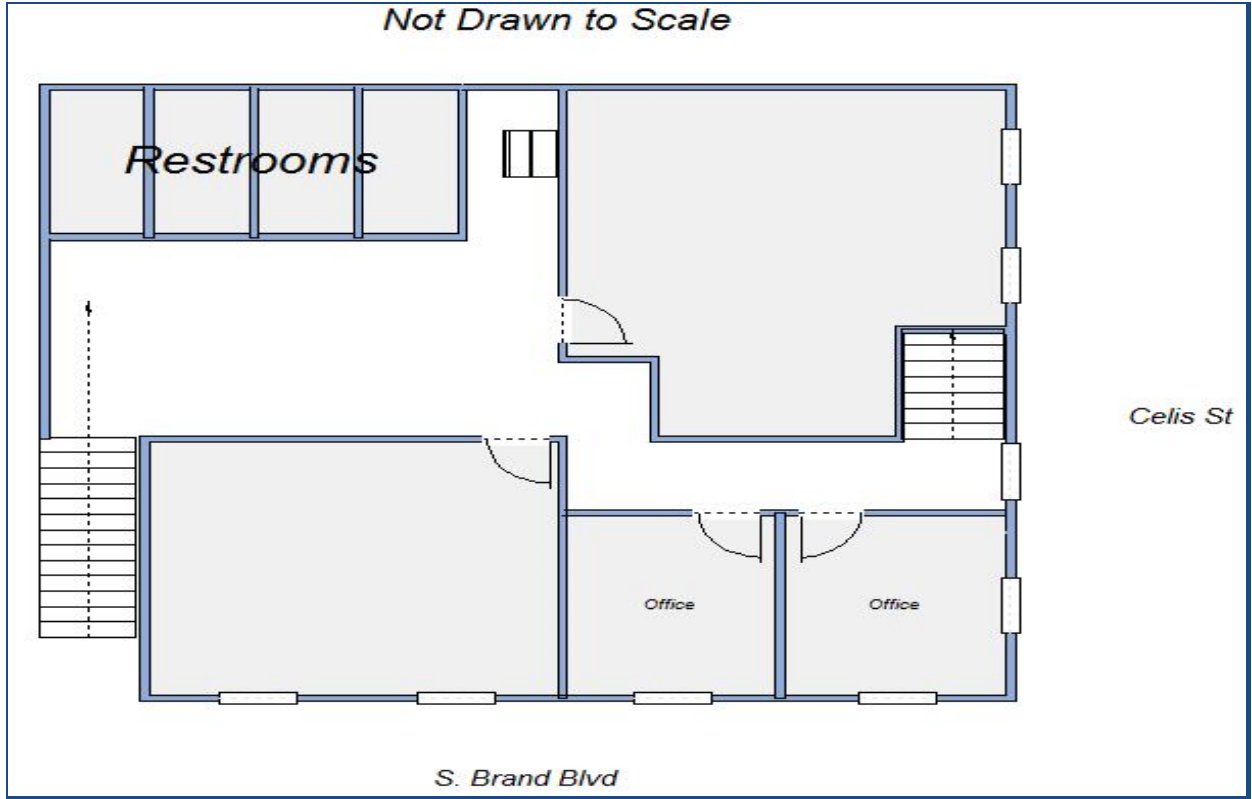 Not Drawn to Scale
Restrooms
Celis St
Office
Office
S. Brand Blvd